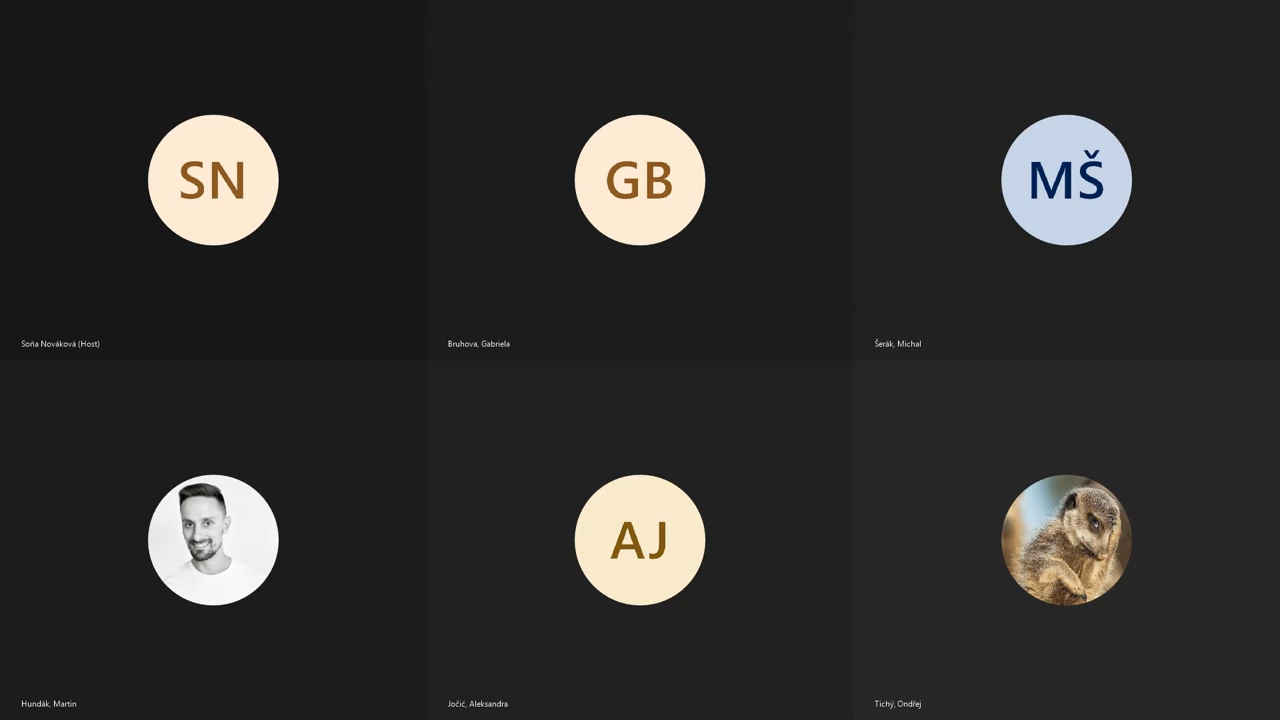 SN
GB
MŠ
Soňa Nováková (Host)
Bruhova, Gabriela
Šerák, Michal
AJ
Hundák, Martin
Jočić, Aleksandra
Tichý, Ondřej